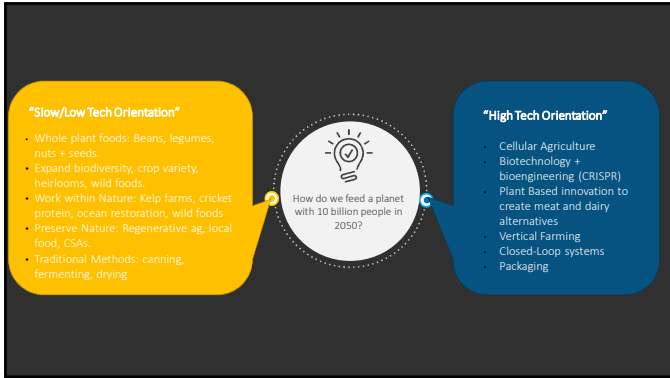 "Slow/Low Tech Orientation"
• Whole plant foods: Beans, legumes,
nuts + seeds.
• Expand biodiversity, crop variety,
heirlooms, wild foods.
• Work within Nature: Kelp farms, cricket
protein, ocean restoration, wild foods
• Preserve Nature: Regenerative ag, local
food, CSAs.
• Traditional Methods: canning,
fermenting, drying
How do we feed a planet
with 10 billion people in
2050?
"High Tech Orientation"
• Cellular Agriculture
• Biotechnology +
bioengineering (CRISPR)
• Plant Based innovation to
create meat and dairy
alternatives
• Vertical Farming
• Closed-Loop systems
• Packaging